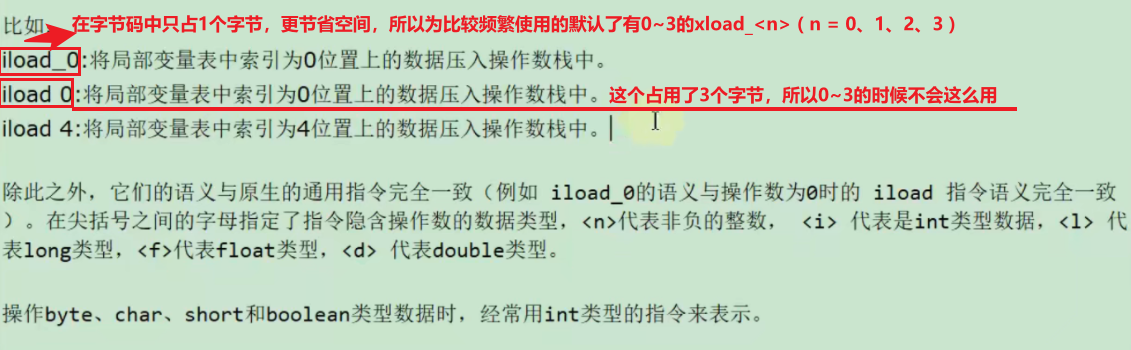 比如 在字节码中只占1个字节，更节省空间，所以为比较频繁使用的默认了有0~3的xload_<n>（n = 0、1、2、3）
iload_0:将局部变量表中索引为0位置上的数据压入操作数栈中。
iload 0:将局部变量表中索引为0位置上的数据压入操作数栈中。这个占用了3个字节，所以0~3的时候不会这么用
iload 4:将局部变量表中索引为4位置上的数据压入操作数栈中。
除此之外，它们的语义与原生的通用指令完全一致（例如 iload_0的语义与操作数为0时的 iload 指令语义完全一致
）。在尖括号之间的字母指定了指令隐含操作数的数据类型，<n>代表非负的整数， <i> 代表是int类型数据，<l> 代
表long类型，<f>代表float类型，<d> 代表double类型。
操作byte、char、short和boolean类型数据时，经常用int类型的指令来表示。